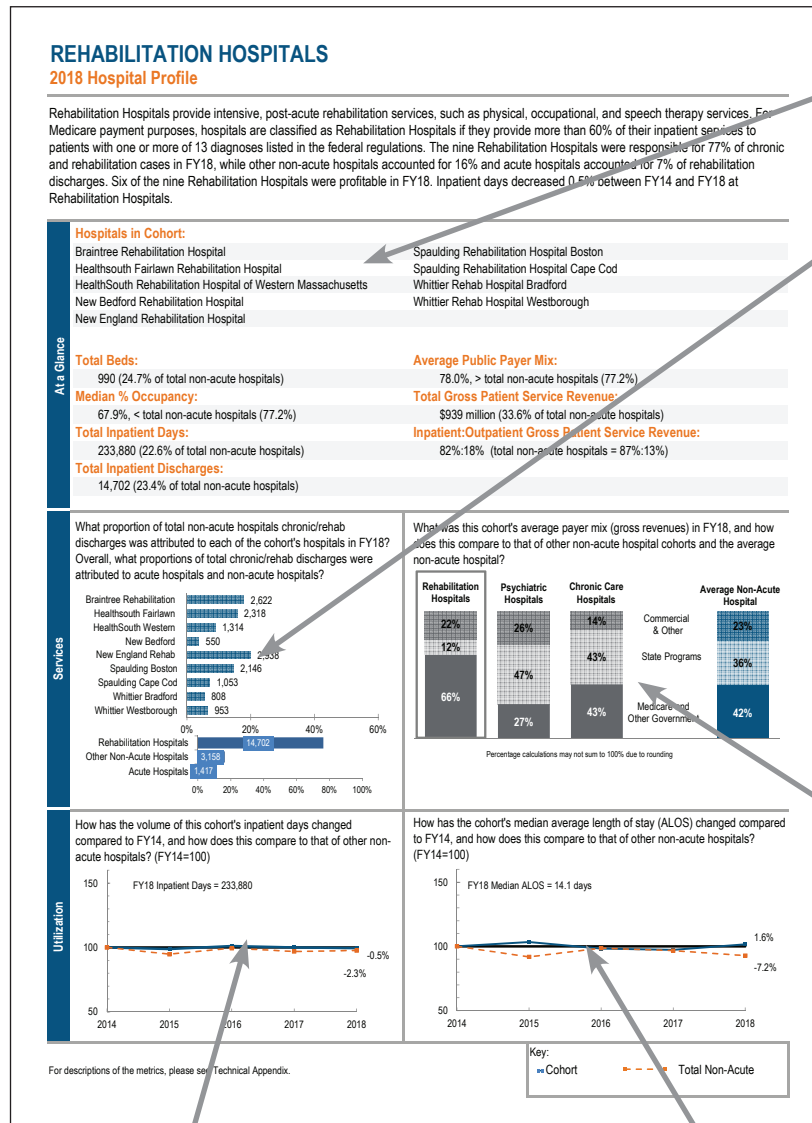 REHABILITATION HOSPITALS
2018 Hospital Profile
Rehabilitation Hospitals provide intensive, post-acute rehabilitation services, such as physical, occupational, and speech therapy services. For
Medicare payment purposes, hospitals are classified as Rehabilitation Hospitals if they provide more than 60% of their inpatient services to
patients with one or more of 13 diagnoses listed in the federal regulations. The nine Rehabilitation Hospitals were responsible for 77% of chronic
and rehabilitation cases in FY18, while other non-acute hospitals accounted for 16% and acute hospitals accounted for 7% of rehabilitation
discharges. Six of the nine Rehabilitation Hospitals were profitable in FY18. Inpatient days decreased 0.5% between FY14 and FY18 at
Rehabilitation Hospitals.
At a Glance
Hospitals in Cohort:
Braintree Rehabilitation Hospital
Healthsouth Fairlawn Rehabilitation Hospital
HealthSouth Rehabilitation Hospital of Western Massachusetts
New Bedford Rehabilitation Hospital
New England Rehabilitation Hospital
Spaulding Rehabilitation Hospital Boston
Spaulding Rehabilitation Hospital Cape Cod
Whittier Rehab Hospital Bradford
Whittier Rehab Hospital Westborough
Total Beds:
990 (24.7% of total non-acute hospitals)
Median % Occupancy:
67.9%, < total non-acute hospitals (77.2%)
Total Inpatient Days:
233,880 (22.6% of total non-acute hospitals)
Total Inpatient Discharges:
14,702 (23.4% of total non-acute hospitals)
Average Public Payer Mix:
78.0%, > total non-acute hospitals (77.2%)
Total Gross Patient Service Revenue:
$939 million (33.6% of total non-acute hospitals)
Inpatient:Outpatient Gross Patient Service Revenue:
82%:18% (total non-acute hospitals = 87%:13%)
Services
What proportion of total non-acute hospitals chronic/rehab
discharges was attributed to each of the cohort's hospitals in FY18?
Overall, what proportions of total chronic/rehab discharges were
attributed to acute hospitals and non-acute hospitals?
Braintree Rehabilitation 2,622
Healthsouth Fairlawn 2,318
HealthSouth Western 1,314
New Bedford 550
New England Rehab 2,938
Spaulding Boston 2,146
Spaulding Cape Cod 1,053
Whittier Bradford 808
Whittier Westborough 953
0% 20% 40% 60%
Rehabilitation Hospitals 14,702
Other Non-Acute Hospitals 3,158
Acute Hospitals 1,417
0% 20% 40% 60% 80% 100%
What was this cohort's average payer mix (gross revenues) in FY18, and how
does this compare to that of other non-acute hospital cohorts and the average
non-acute hospital?
Rehabilitation
Hospitals
Psychiatric
Hospitals
Chronic Care
Hospitals
Average Non-Acute
Hospital
22%
12%
66%
26%
47%
27%
14%
43%
43%
Commercial
& Other
State Programs
Medicare and
Other Government
23%
36%
42%
Percentage calculations may not sum to 100% due to rounding
Utilization
How has the volume of this cohort's inpatient days changed
compared to FY14, and how does this compare to that of other non-
acute hospitals? (FY14=100)
150
FY18 Inpatient Days = 233,880
100
-0.5%
-2.3%
50
2014 2015 2016 2017 2018
How has the cohort's median average length of stay (ALOS) changed compared
to FY14, and how does this compare to that of other non-acute hospitals?
(FY14=100)
150
FY18 Median ALOS = 14.1 days
1.6%
100
-7.2%
50
2014 2015 2016 2017 2018
For descriptions of the metrics, please see Technical Appendix.
Key:
Cohort Total Non-Acute